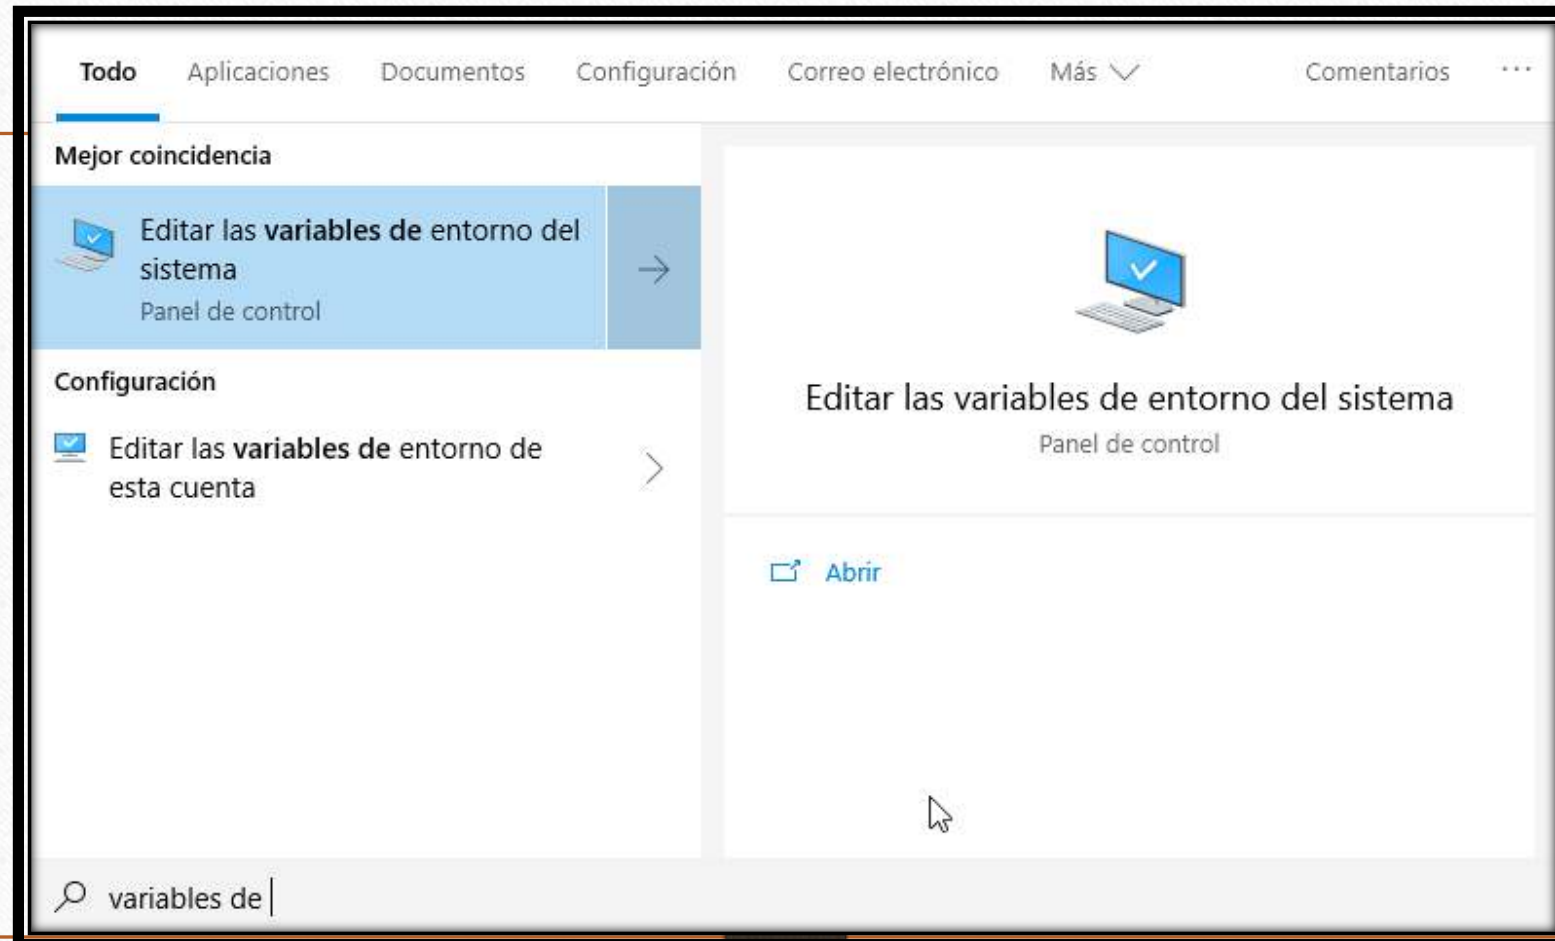 Todo Aplicaciones Documentos Configuración Correo electrónico Más Comentarios ...
Mejor coincidencia
Editar las variables de entorno del
sistema
Panel de control
Configuración
Editar las variables de entorno de
esta cuenta
Editar las variables de entorno del sistema
Panel de control
Abrir
variables de